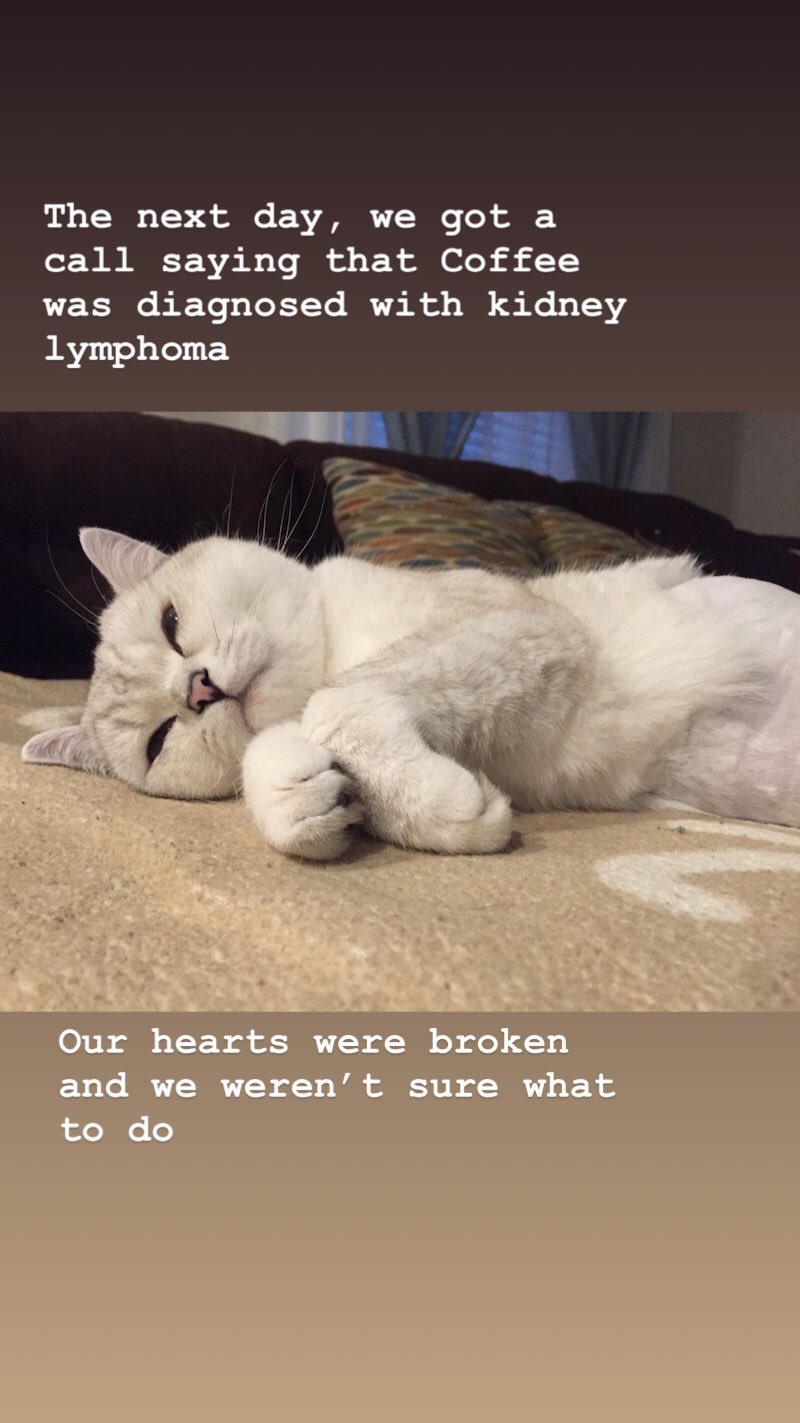 The next day, we got a
call saying that Coffee
was diagnosed with kidney
lymphoma
Our hearts were broken
and we weren’t sure what
to do